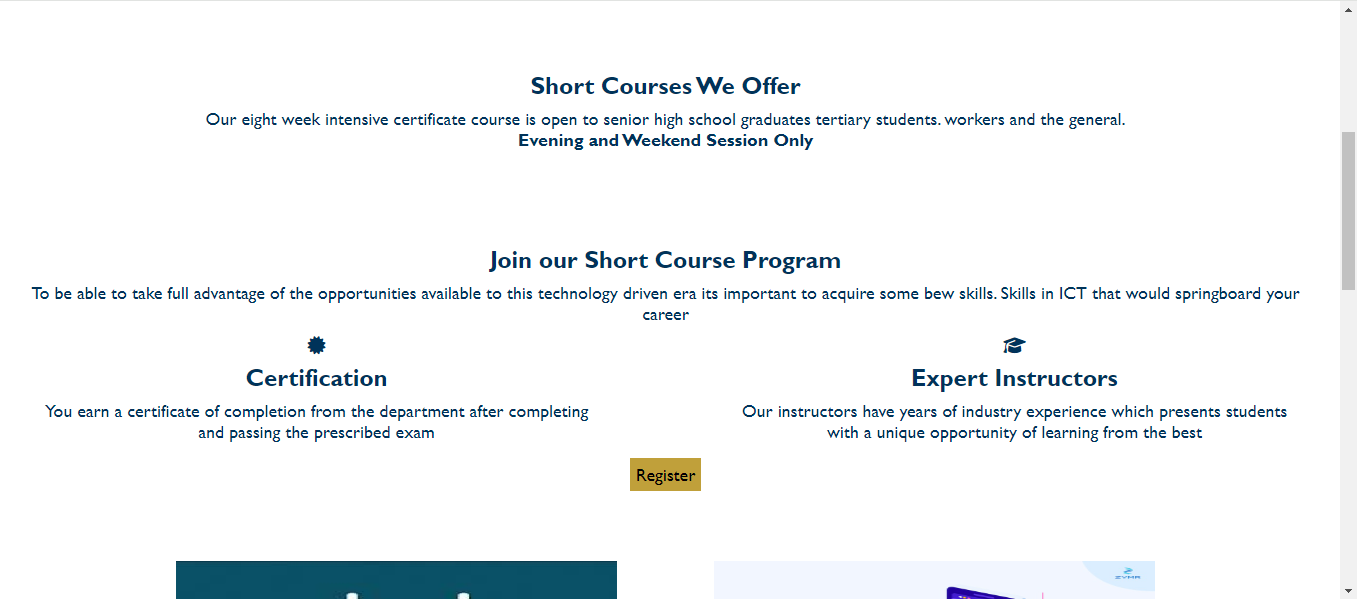 Short Courses We Offer
Our eight week intensive certificate course is open to senior high school graduates tertiary students. workers and the general.
Evening and Weekend Session Only
Join our Short Course Program
To be able to take full advantage of the opportunities available to this technology driven era its important to acquire some bew skills. Skills in ICT that would springboard your
career
Certification
You earn a certificate of completion from the department after completing
and passing the prescribed exam
Expert Instructors
Our instructors have years of industry experience which presents students
with a unique opportunity of learning from the best
Register
ZYMR